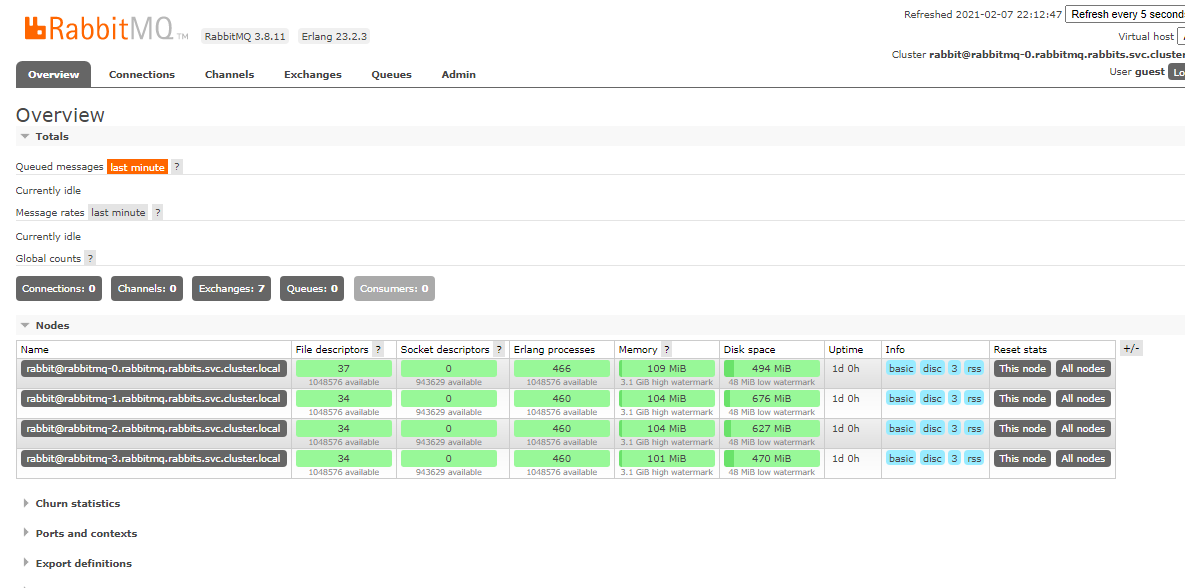 RabbitMQ TM RabbitMQ 3.8.11 Erlang 23.2.3
Refreshed 2021-02-07 22:12:47 Refresh every 5 seconds
Virtual host
Cluster rabbit@rabbitmq-0.rabbitmq.rabbits.svc.cluster
User guest Lo
Overview Connections Channels Exchanges Queues Admin
Overview
Totals
Queued messages last minute ?
Currently idle
Message rates last minute ?
Currently idle
Global counts ?
Connections: 0 Channels: 0 Exchanges: 7 Queues: 0 Consumers: 0
Nodes
Name File descriptors ? Socket descriptors ? Erlang processes Memory ? Disk space Uptime Info Reset stats +/-
rabbit@rabbitmq-0.rabbitmq.rabbits.svc.cluster.local 37 0 466 109 MiB 494 MiB 1d 0h basic disc 3 rss This node All nodes
1048576 available 943629 available 1048576 available 3.1 GiB high watermark 48 MiB low watermark
rabbit@rabbitmq-1.rabbitmq.rabbits.svc.cluster.local 34 0 460 104 MiB 676 MiB 1d 0h basic disc 3 rss This node All nodes
1048576 available 943629 available 1048576 available 3.1 GiB high watermark 48 MiB low watermark
rabbit@rabbitmq-2.rabbitmq.rabbits.svc.cluster.local 34 0 460 104 MiB 627 MiB 1d 0h basic disc 3 rss This node All nodes
1048576 available 943629 available 1048576 available 3.1 GiB high watermark 48 MiB low watermark
rabbit@rabbitmq-3.rabbitmq.rabbits.svc.cluster.local 34 0 460 101 MiB 470 MiB 1d 0h basic disc 3 rss This node All nodes
1048576 available 943629 available 1048576 available 3.1 GiB high watermark 48 MiB low watermark
Churn statistics
Ports and contexts
Export definitions